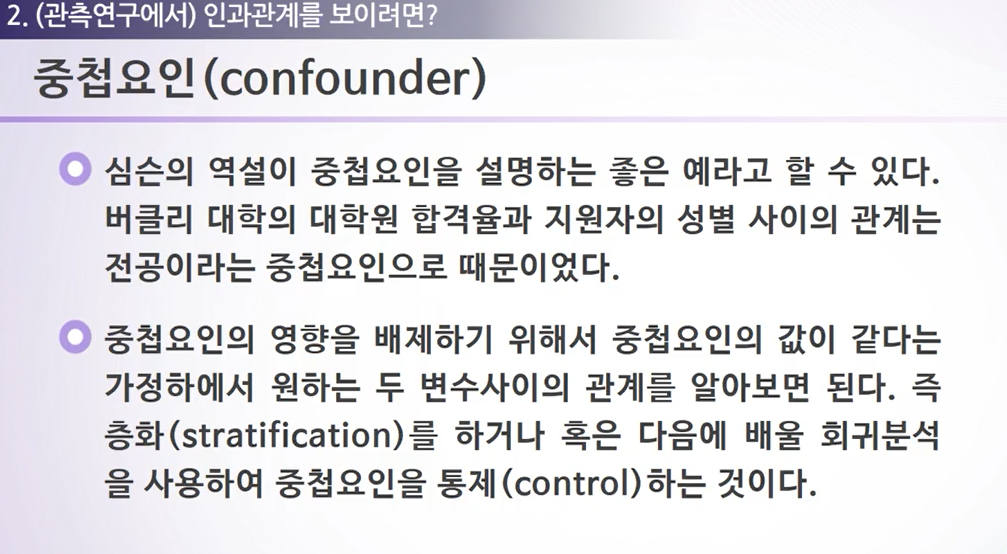 2. (관측연구에서) 인과관계를 보이려면?
중첩요인(confounder)
심슨의 역설이 중첩요인을 설명하는 좋은 예라고 할 수 있다.
버클리 대학의 대학원 합격율과 지원자의 성별 사이의 관계는
전공이라는 중첩요인으로 때문이었다.
중첩요인의 영향을 배제하기 위해서 중첩요인의 값이 같다는
가정하에서 원하는 두 변수사이의 관계를 알아보면 된다. 즉
층화(stratification)를 하거나 혹은 다음에 배울 회귀분석
을 사용하여 중첩요인을 통제(control)하는 것이다.